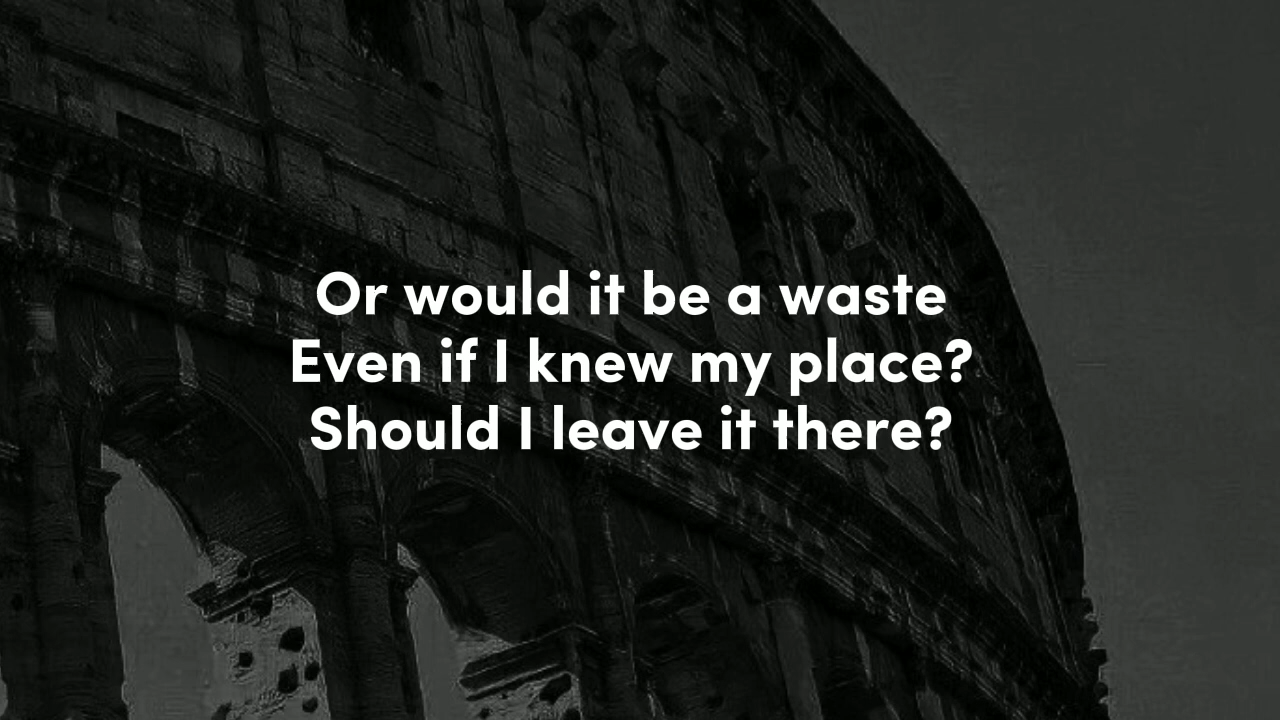 Or would it be a waste
Even if I knew my place?
Should I leave it there?